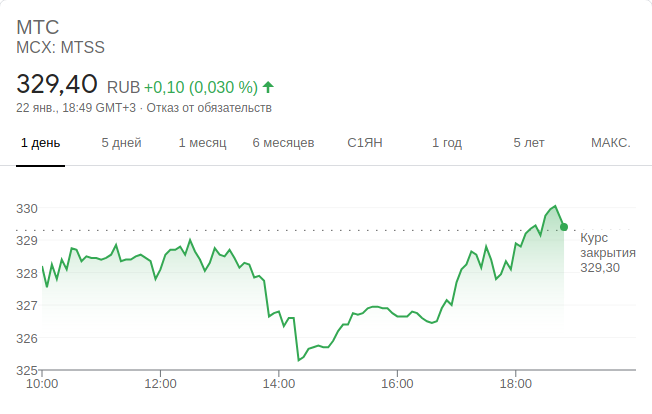 МТС
MCX: MTSS
329,40 RUB +0,10 (0,030 %)
22 янв., 18:49 GMT+3 · Отказ от обязательств
1 день 5 дней 1 месяц 6 месяцев С1ЯН 1 год 5 лет МАКС.
330
329
328
327
326
325
Курс
закрытия
329,30
10:00 12:00 14:00 16:00 18:00